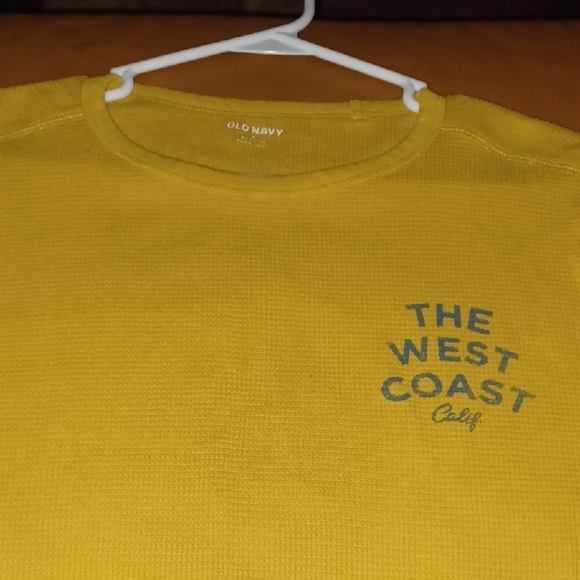 OLD NAVY
THE
WEST
COAST
Calif.